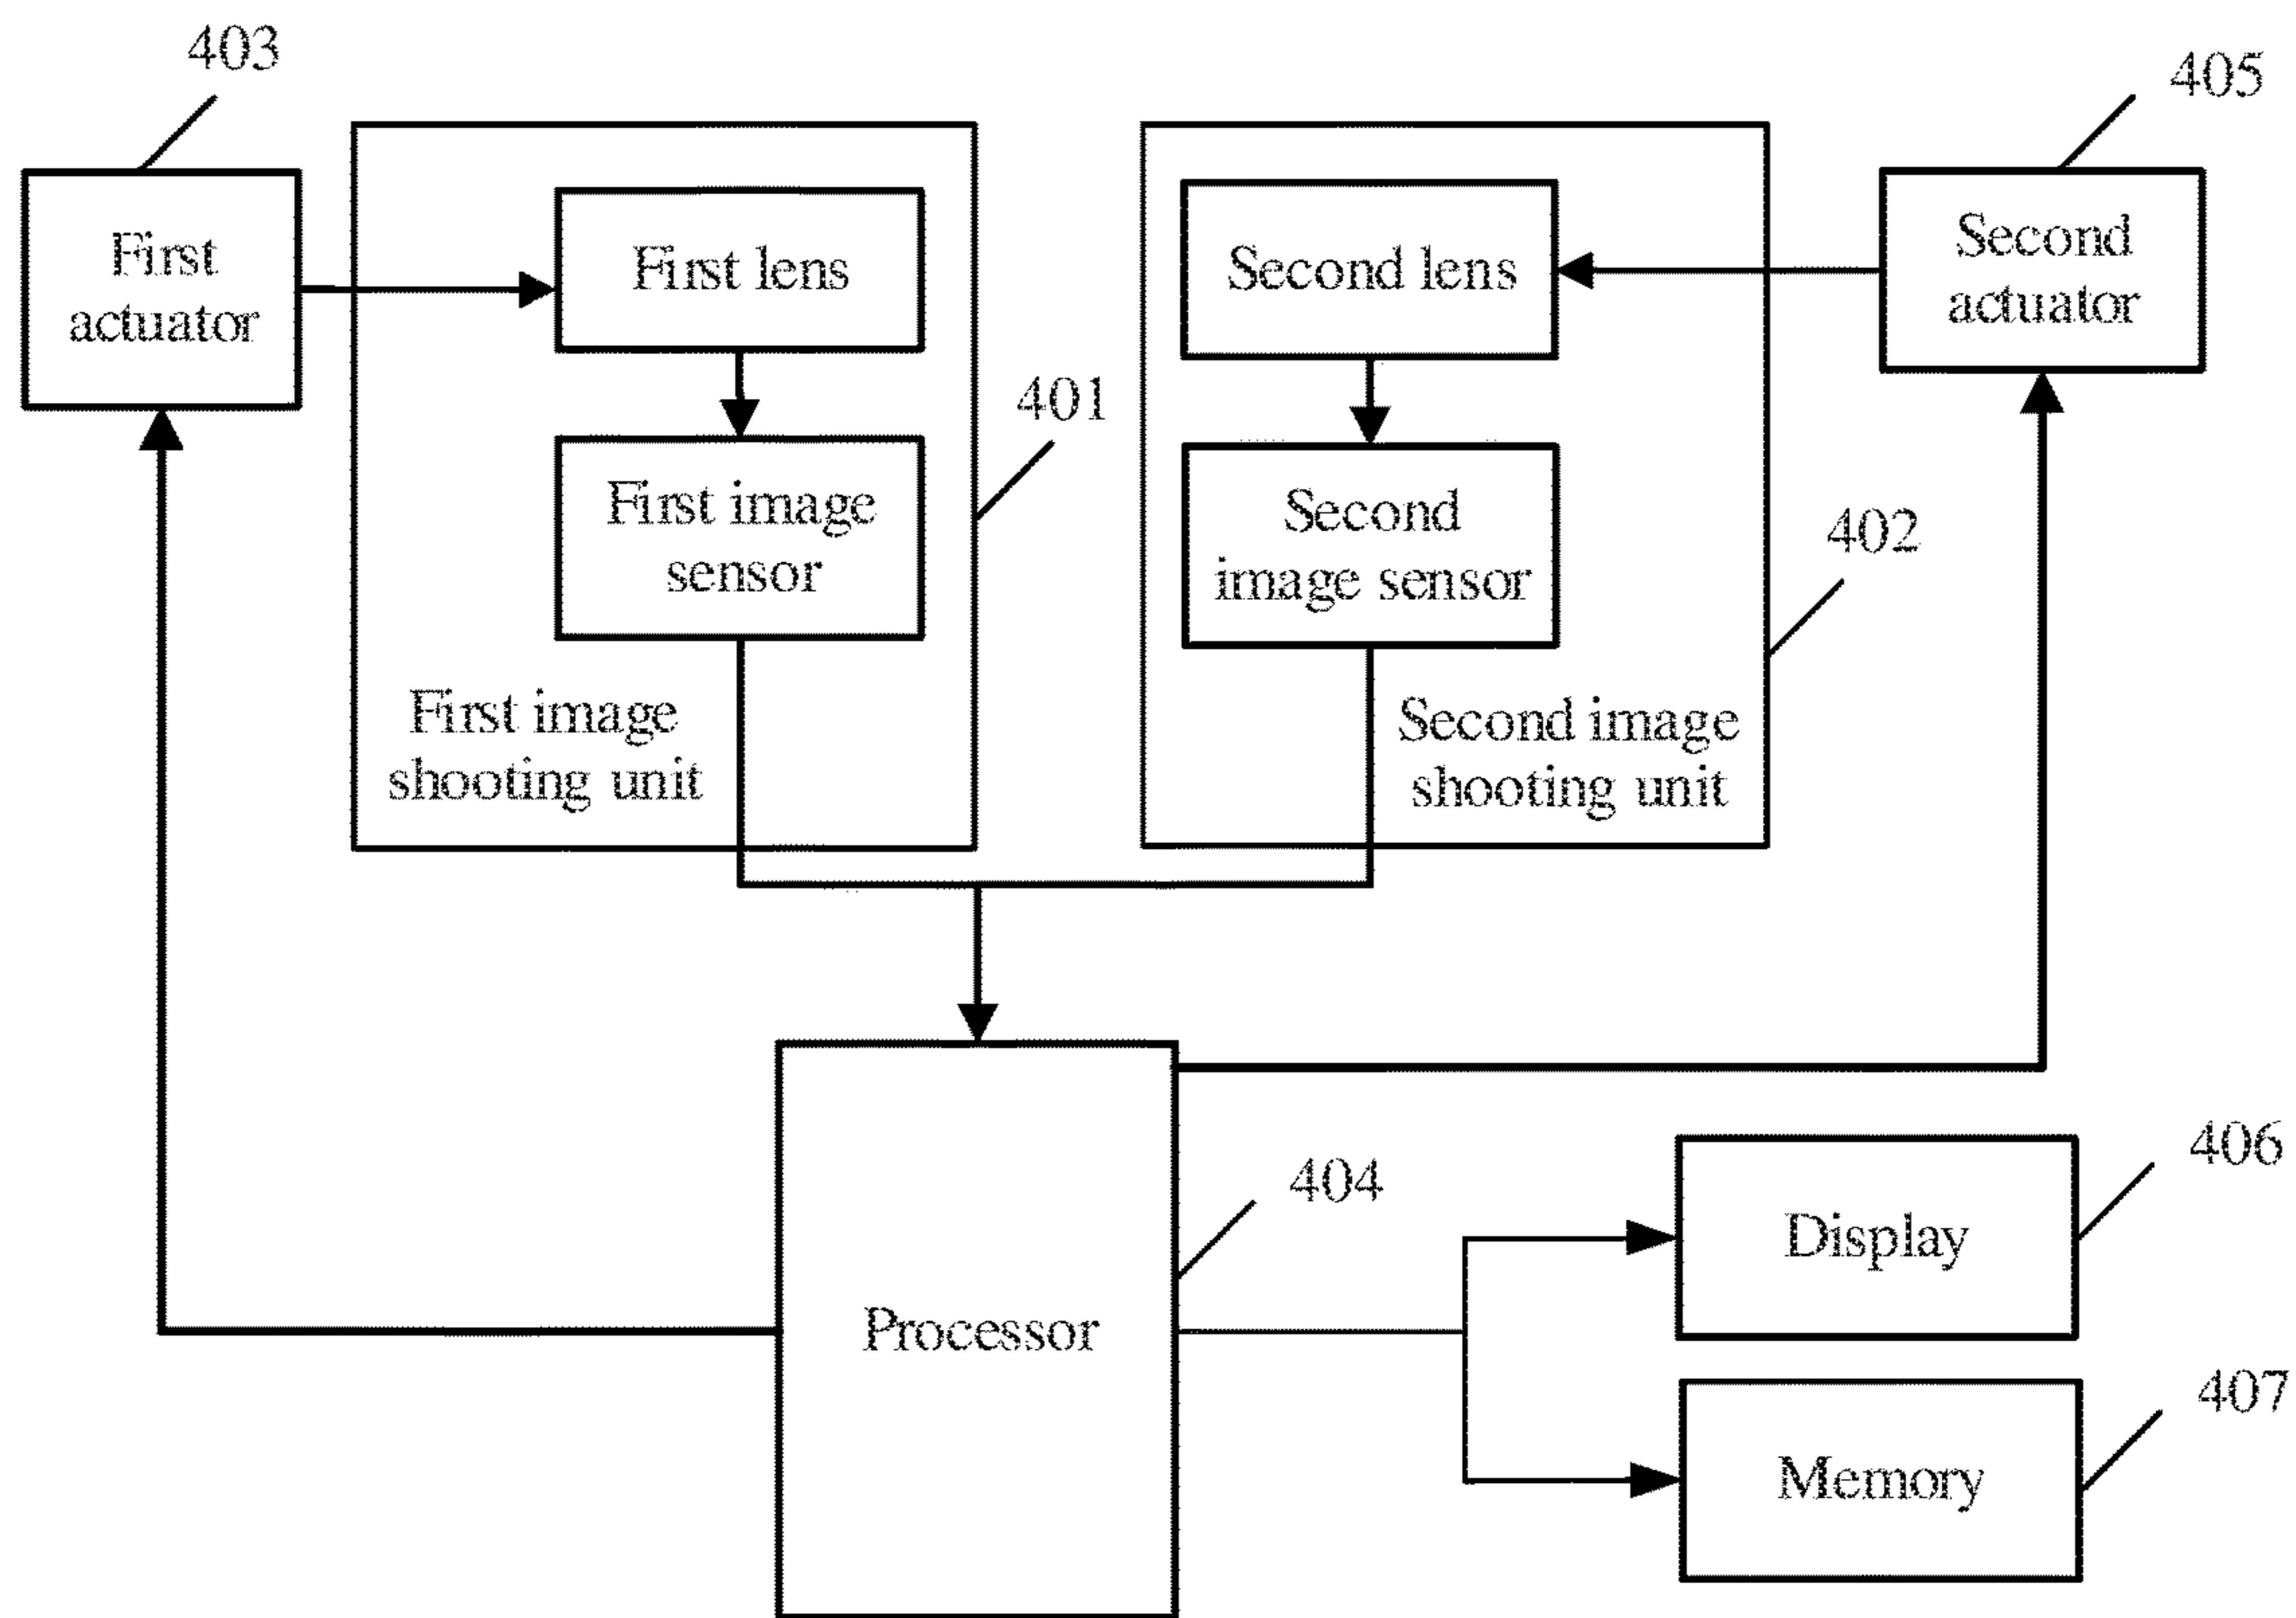 403
405
First
actuator
First lens
Second lens
Second
actuator
401
First image
sensor
Second
image sensor
402
First image
shooting unit
Second image
shooting unit
404
406
Display
Processor
407
Memory